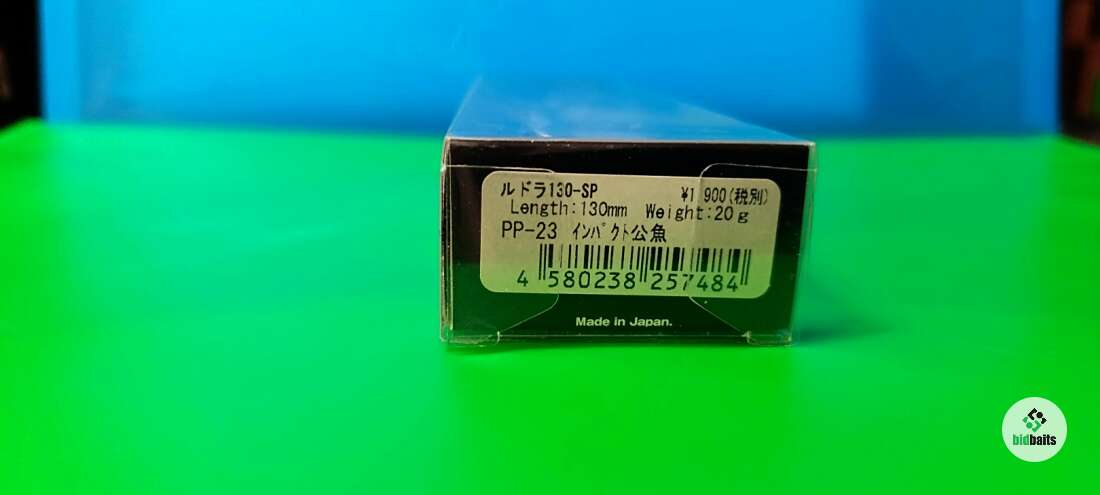 ルドラ130-SP ¥1,900(税別)
Length:130mm Weight:20g
PP-23 インパクト公魚
4 580238 257484
Made in Japan.
bidbaits